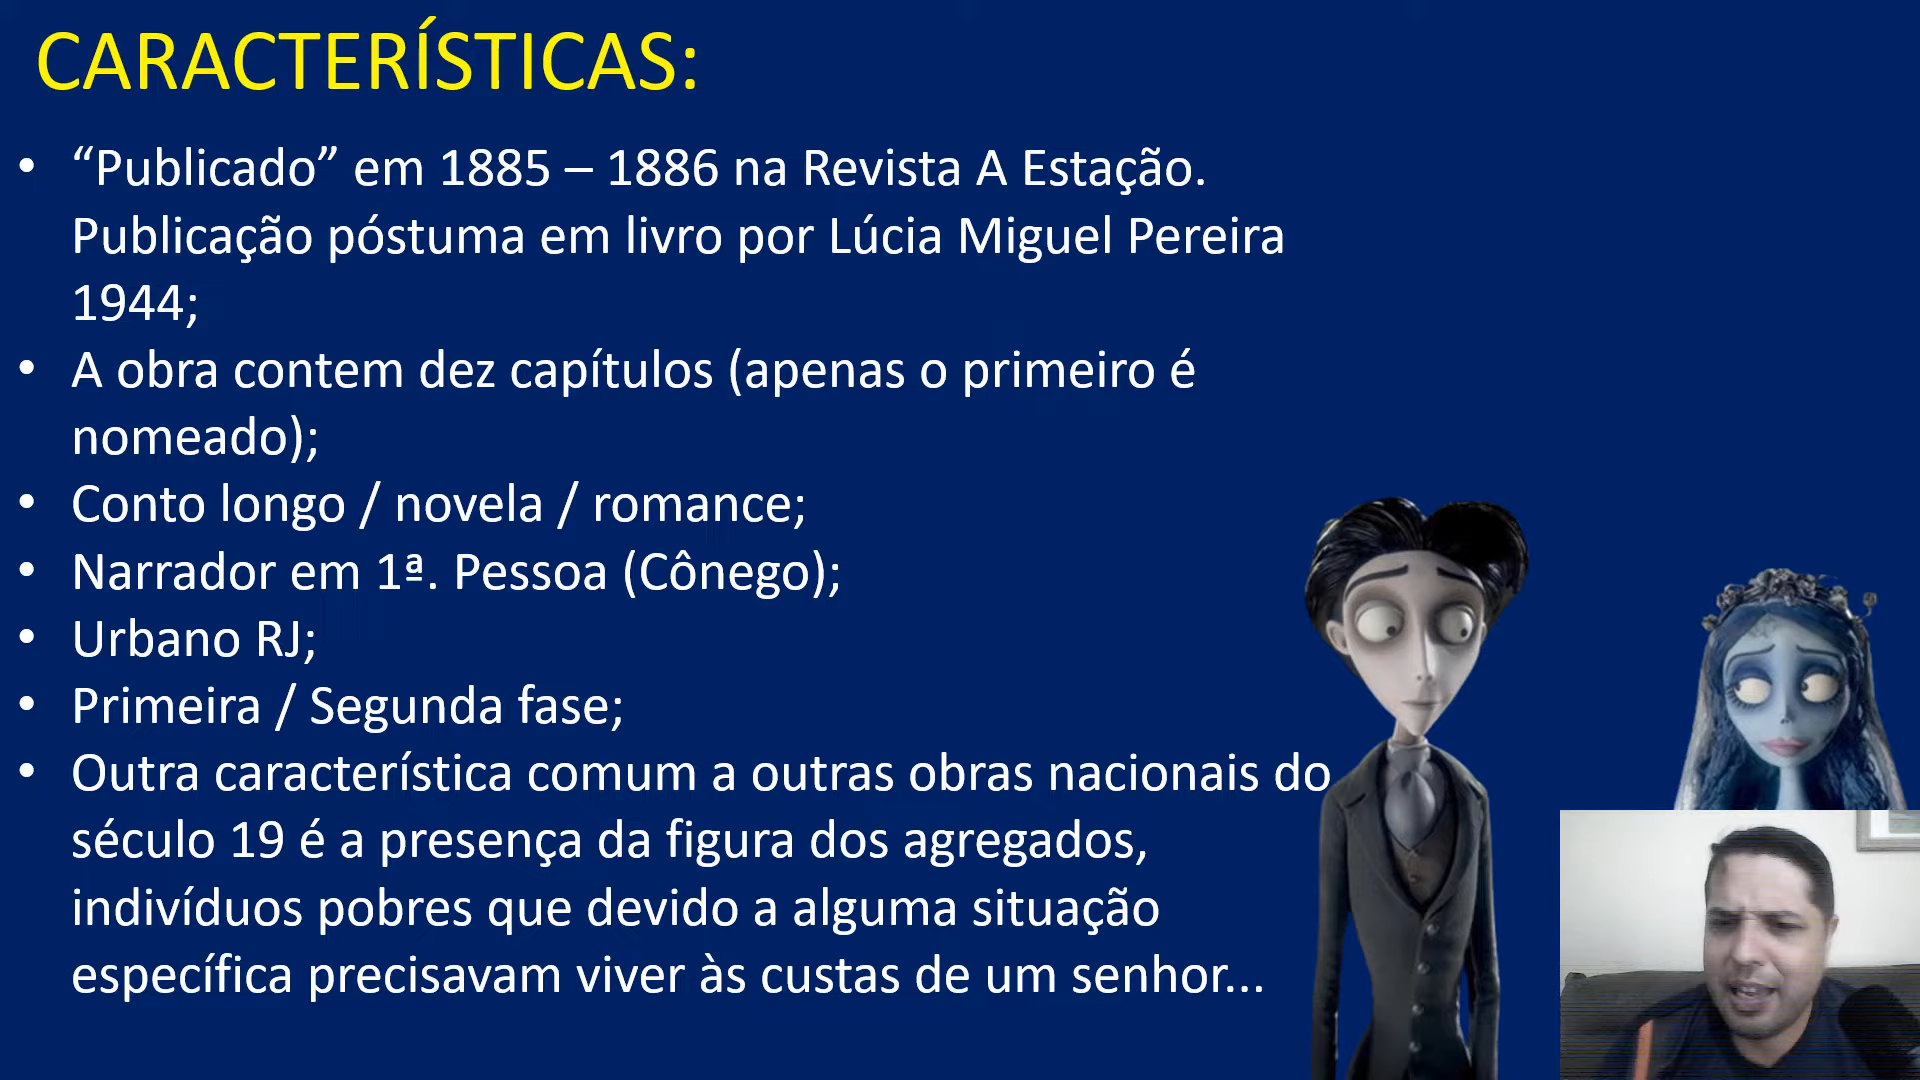 CARACTERÍSTICAS:
• “Publicado” em 1885 – 1886 na Revista A Estação.
Publicação póstuma em livro por Lúcia Miguel Pereira
1944;
• A obra contem dez capítulos (apenas o primeiro é
nomeado);
• Conto longo / novela / romance;
• Narrador em 1ª. Pessoa (Cônego);
• Urbano RJ;
• Primeira / Segunda fase;
• Outra característica comum a outras obras nacionais do
século 19 é a presença da figura dos agregados,
indivíduos pobres que devido a alguma situação
específica precisavam viver às custas de um senhor...